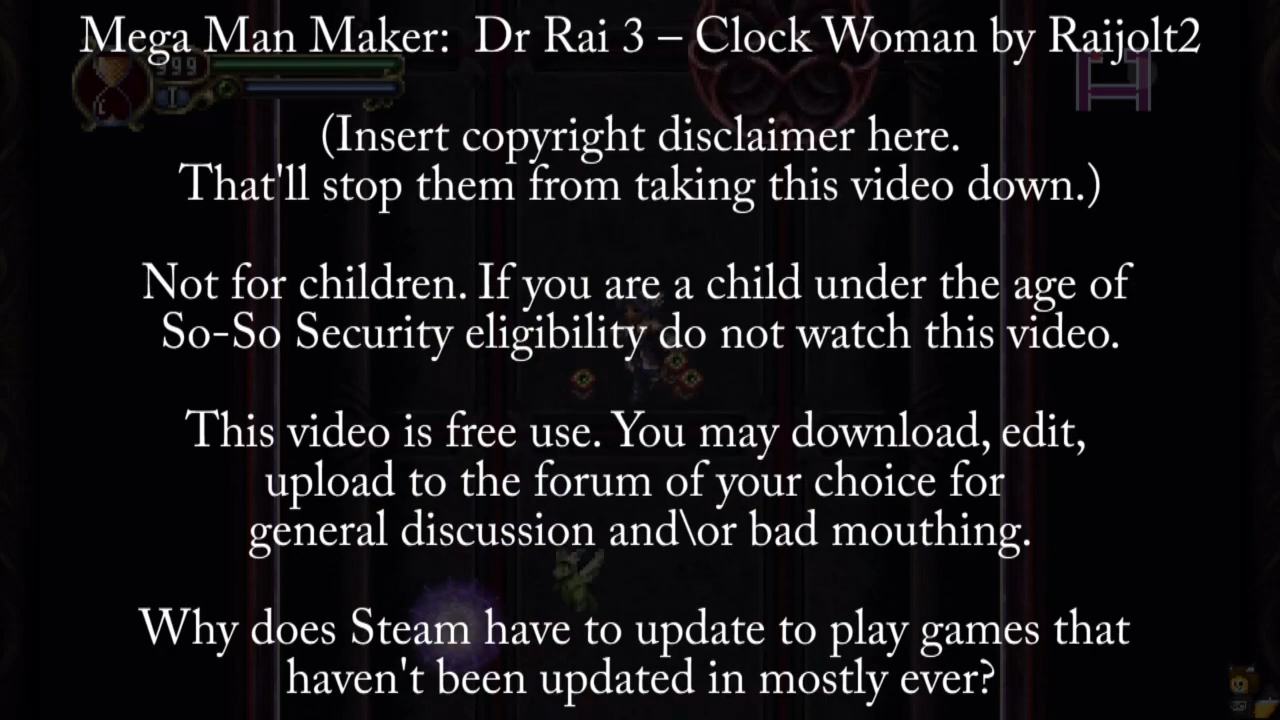 Mega Man Maker:  Dr Rai 3 – Clock Woman by Raijolt2
999
(Insert copyright disclaimer here.
That'll stop them from taking this video down.)
Not for children. If you are a child under the age of
So-So Security eligibility do not watch this video.
This video is free use. You may download, edit,
upload to the forum of your choice for
general discussion and\or bad mouthing.
Why does Steam have to update to play games that
haven't been updated in mostly ever?